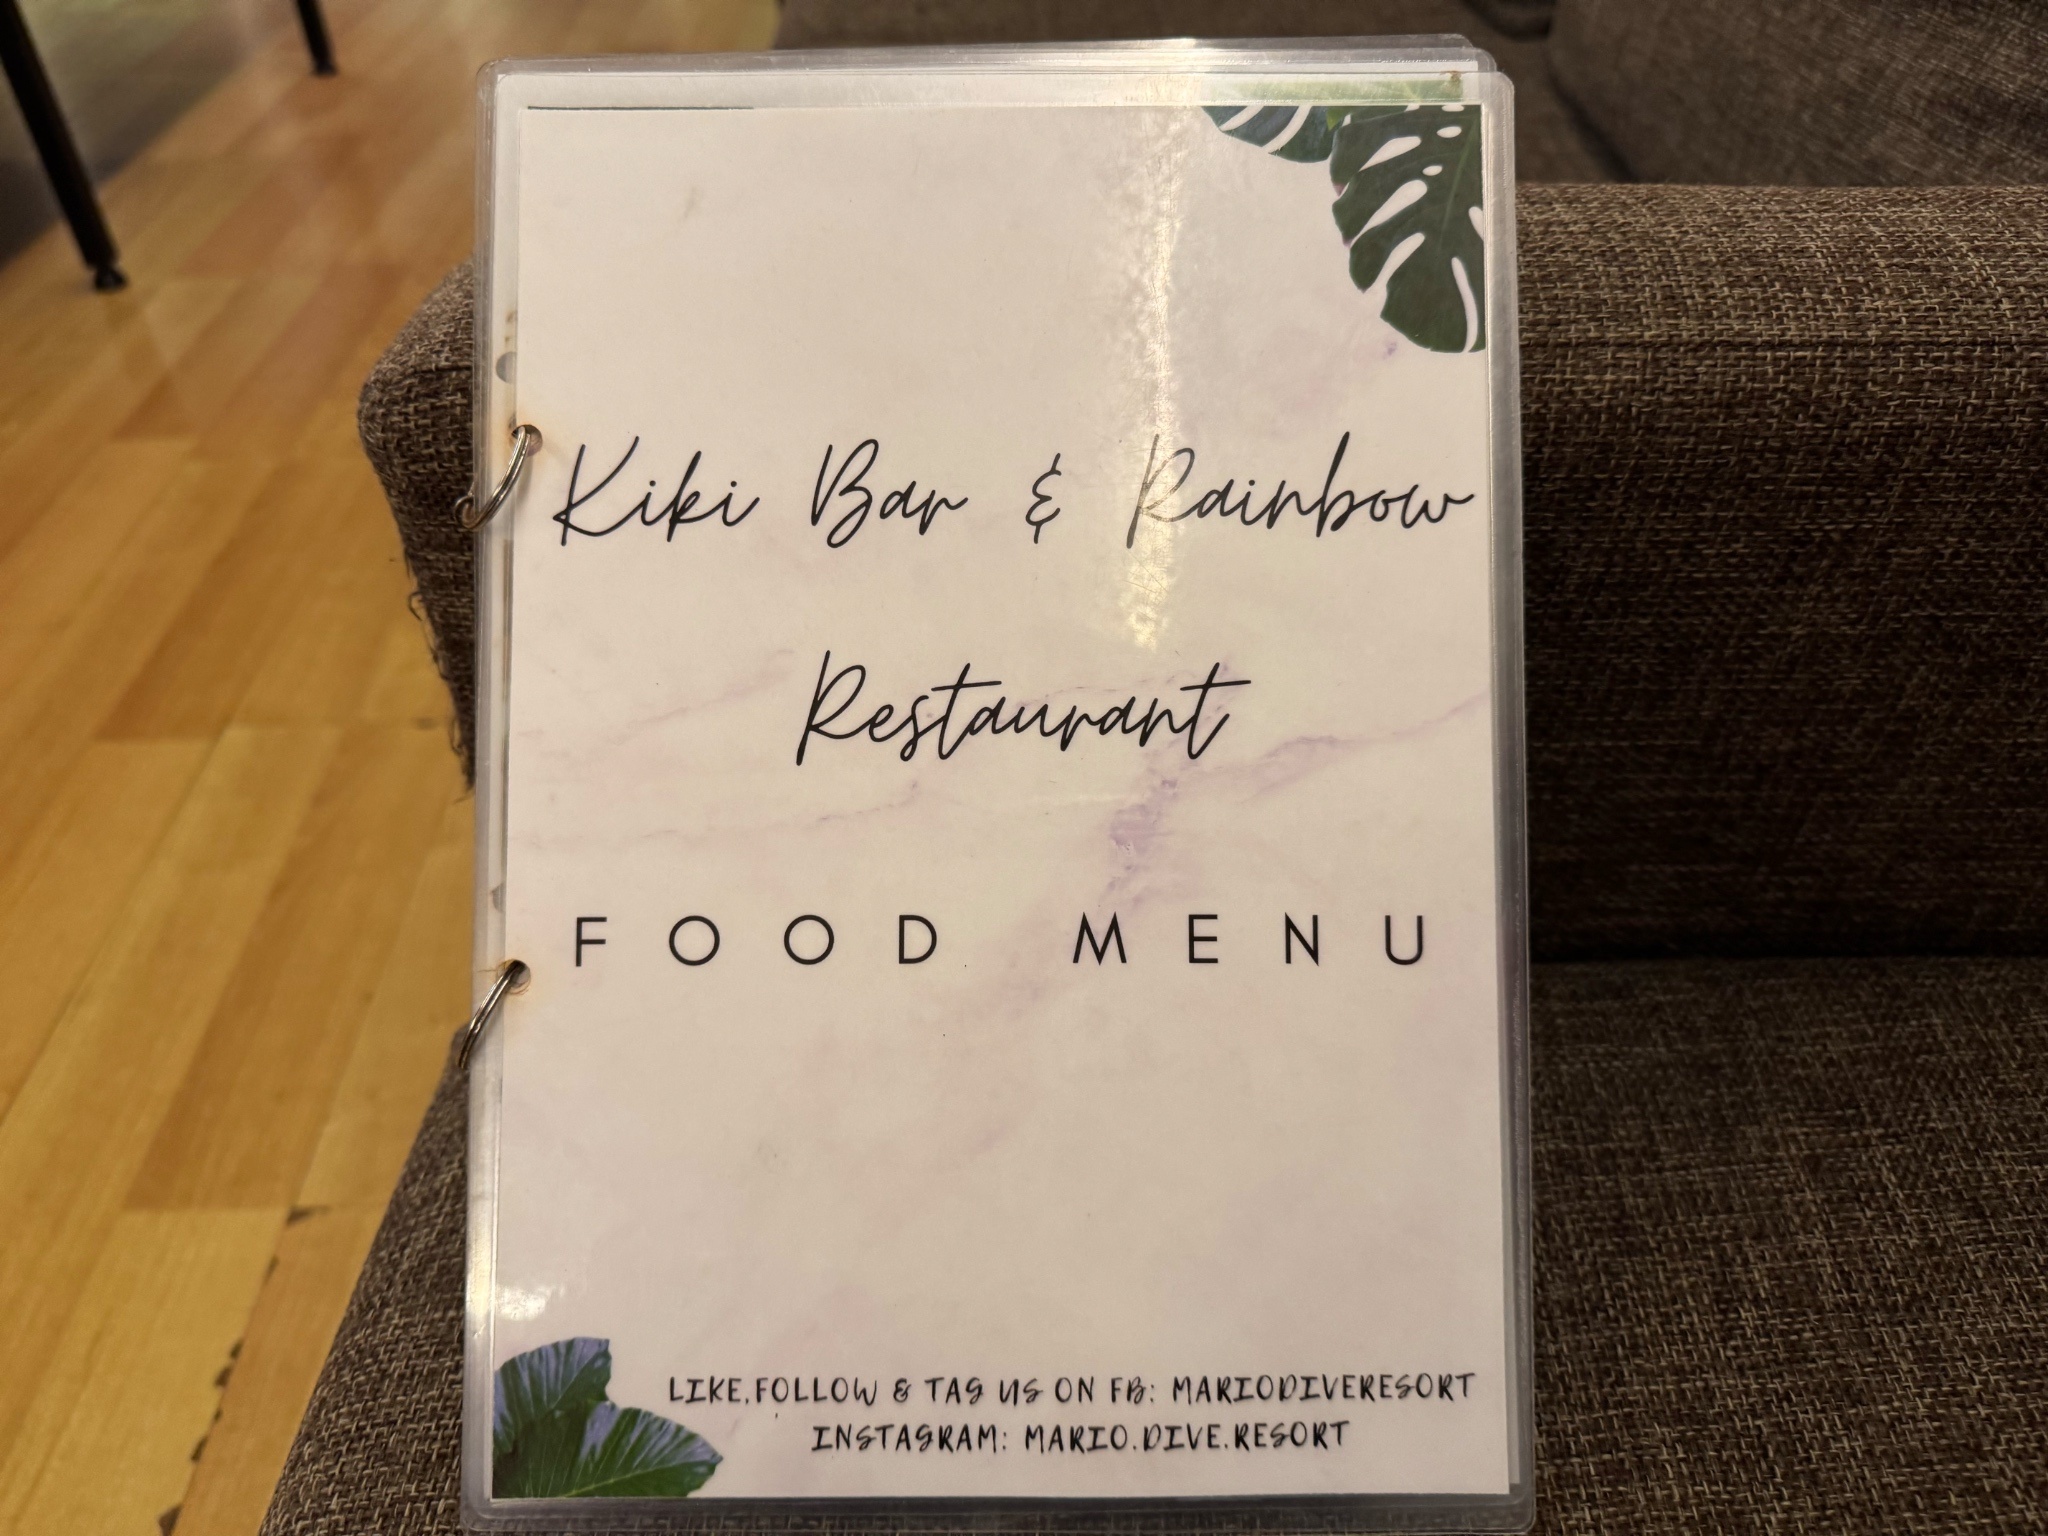 Kiki Bar & Rainbow
Restaurant
FOOD MENU
LIKE,FOLLOW & TAG US ON FB: MARIODIVERESORT
INSTAGRAM: MARIO.DIVE.RESORT